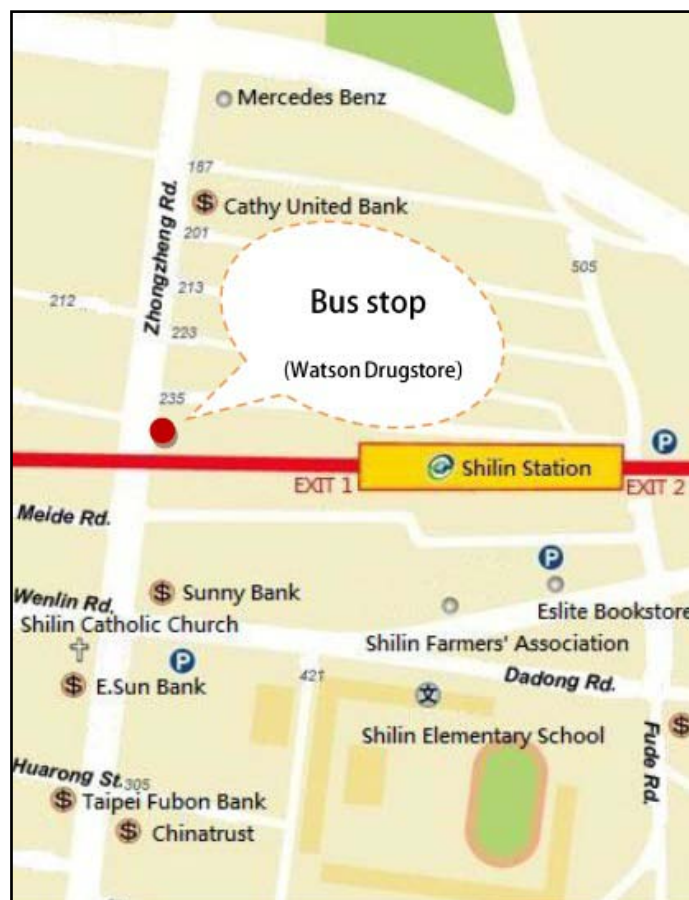 Mercedes Benz
187
Zhongzheng Rd.
Cathy United Bank
201
505
213
212
Bus stop
223
(Watson Drugstore)
235
Shilin Station
EXIT 1
EXIT 2
P
Meide Rd.
P
Sunny Bank
Wenlin Rd.
Eslite Bookstore
Shilin Catholic Church
Shilin Farmers' Association
P
421
E.Sun Bank
Dadong Rd.
文
Shilin Elementary School
Fude Rd.
Huarong St.
305
Taipei Fubon Bank
Chinatrust